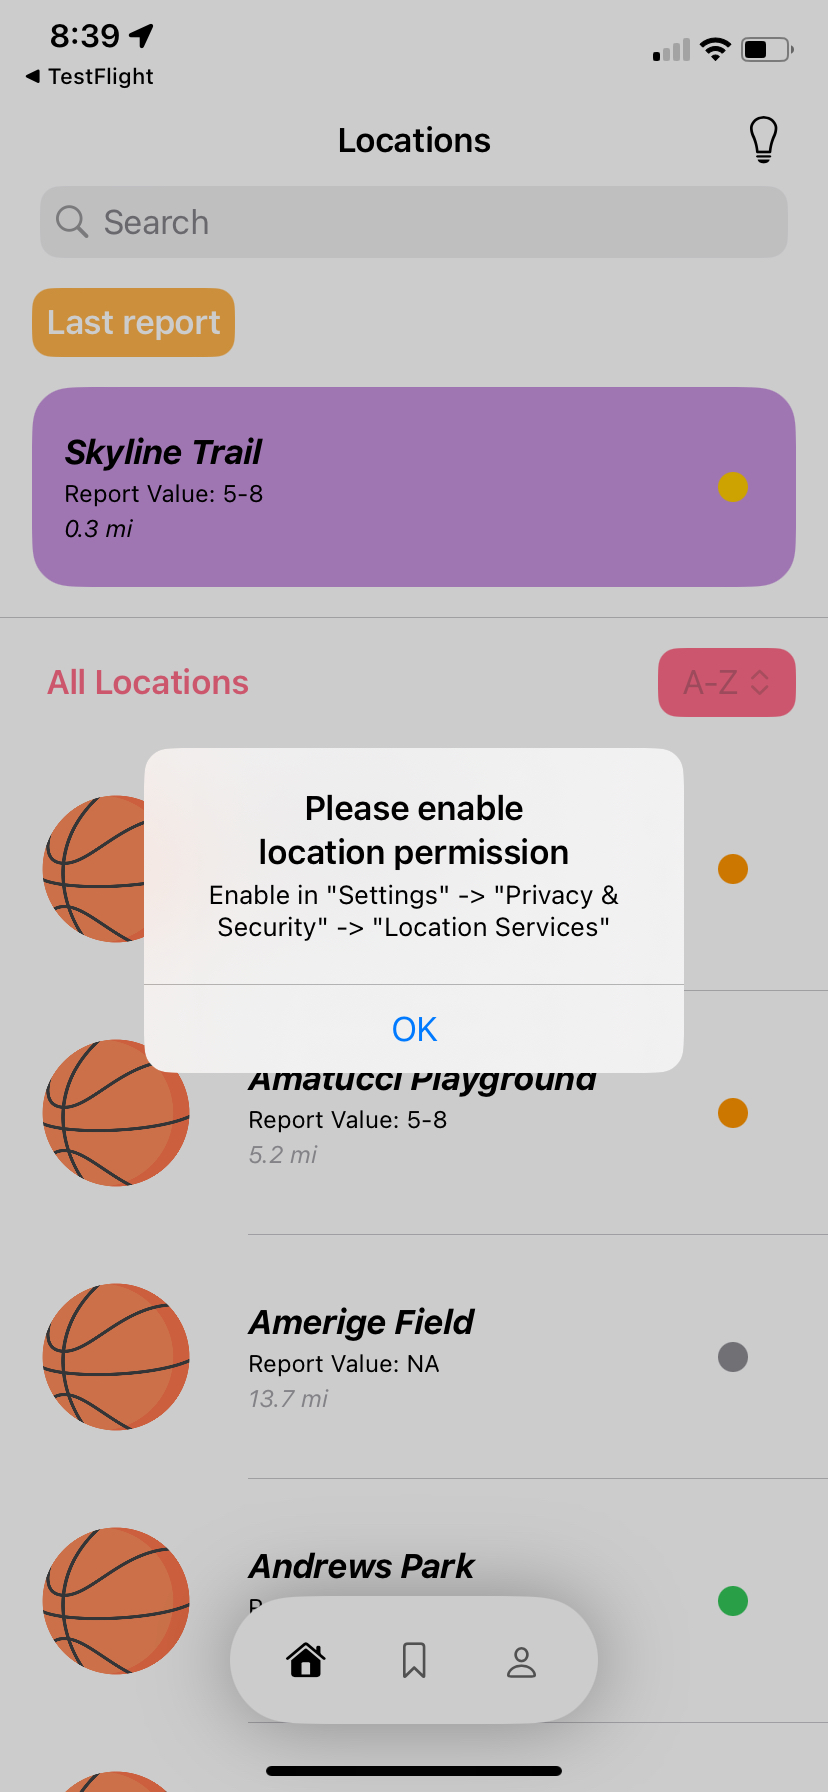 8:39
TestFlight
Locations
Search
Last report
Skyline Trail
Report Value: 5-8
0.3 mi
All Locations
A-Z
Please enable
location permission
Enable in "Settings" -> "Privacy &
Security" -> "Location Services"
OK
Amatucci Playground
Report Value: 5-8
5.2 mi
Amerige Field
Report Value: NA
13.7 mi
Andrews Park